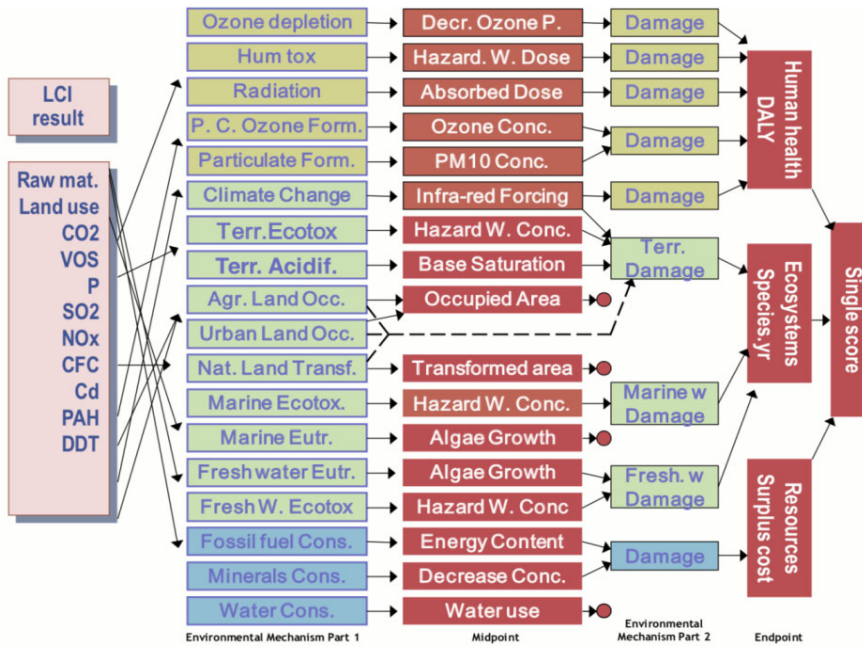 LCI
result
Raw mat.
Land use
CO2
VOS
P
SO2
NOx
CFC
Cd
PAH
DDT
Ozone depletion
Hum tox
Radiation
P. C. Ozone Form.
Particulate Form.
Climate Change
Terr.Ecotox
Terr. Acidif.
Agr. Land Occ.
Urban Land Occ.
Nat. Land Transf.
Marine Ecotox.
Marine Eutr.
Freshwater Eutr.
Fresh W. Ecotox
Fossil fuel Cons.
Minerals Cons.
Water Cons.
Environmental Mechanism Part 1
Decr. Ozone P.
Hazard. W. Dose
Absorbed Dose
Ozone Conc.
PM10 Conc.
Infra-red Forcing
Hazard W. Conc.
Base Saturation
Occupied Area
Transformed area
Hazard W. Conc.
Algae Growth
Algae Growth
Hazard W. Conc
Energy Content
Decrease Conc.
Water use
Midpoint
Damage
Damage
Damage
Damage
Damage
Terr.
Damage
Marine w
Damage
Fresh. w
Damage
Damage
Environmental
Mechanism Part 2
Human health
DALY
Ecosystems
Species.yr
Resources
Surplus cost
Endpoint
Single score